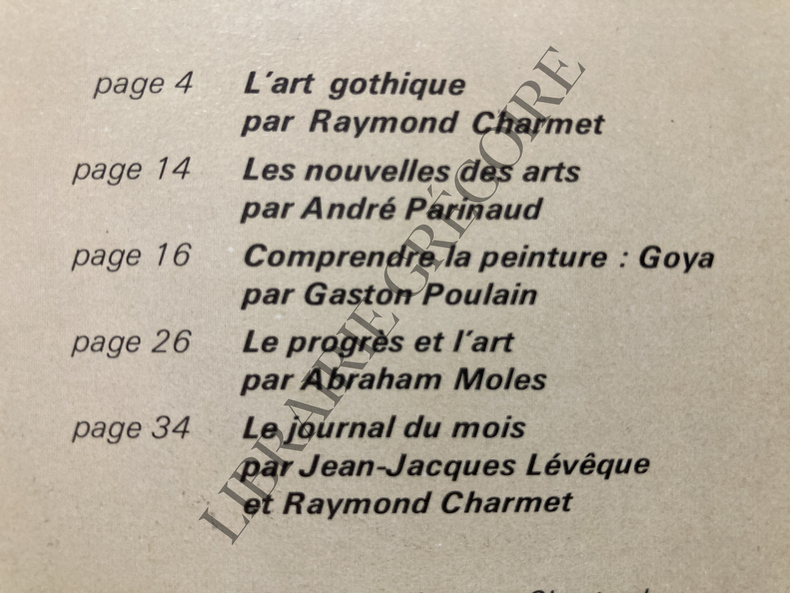 page 4 L'art gothique
par Raymond Charmet
page 14 Les nouvelles des arts
par André Parinaud
page 16 Comprendre la peinture : Goya
par Gaston Poulain
page 26 Le progrès et l'art
par Abraham Moles
page 34 Le journal du mois
par Jean-Jacques Lévêque
et Raymond Charmet
LIBRAIRIE GRÉGOIRE